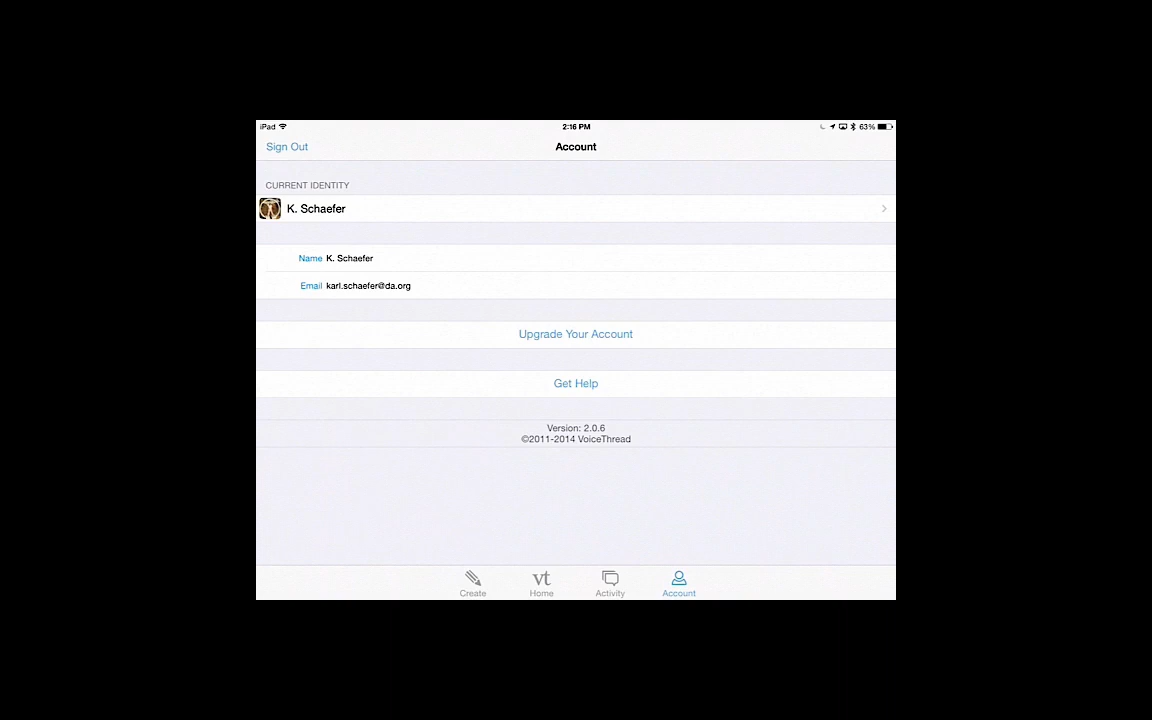 iPad 2:16 PM 63%
Sign Out Account
CURRENT IDENTITY
K. Schaefer
Name K. Schaefer
Email karl.schaefer@da.org
Upgrade Your Account
Get Help
Version: 2.0.6
©2011-2014 VoiceThread
vt
Create Home Activity Account